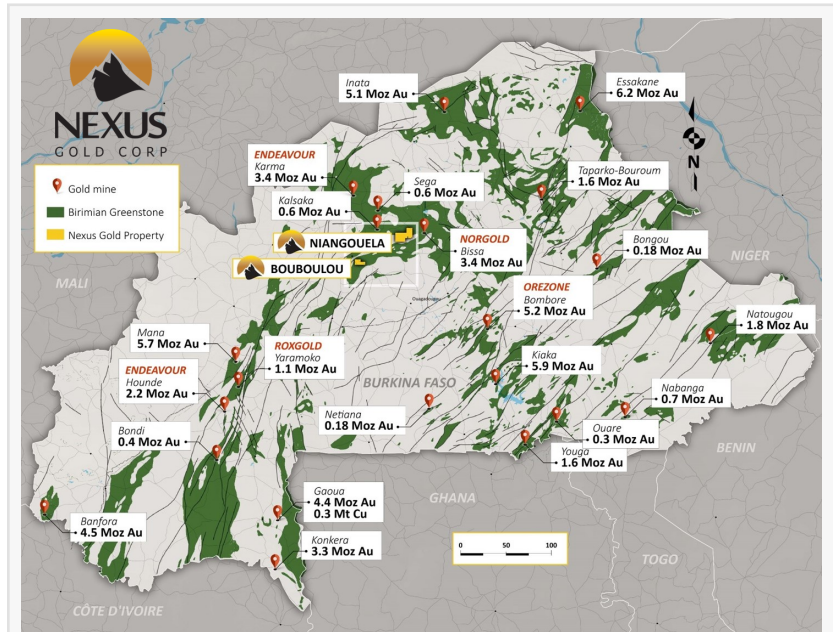 NEXUS
GOLD CORP
Gold mine
Birimian Greenstone
Nexus Gold Property
Inata
5.1 Moz Au
Essakane
6.2 Moz Au
N
ENDEAVOUR
Karma
3.4 Moz Au
Sega
0.6 Moz Au
Taparko-Bouroum
1.6 Moz Au
Kalsaka
0.6 Moz Au
NIANGOUELA
BOUBOULOU
NORGOLD
Bissa
3.4 Moz Au
Bongou
0.18 Moz Au
NIGER
MALI
Ouagadougou
OREZONE
Bombore
5.2 Moz Au
Natougou
1.8 Moz Au
Mana
5.7 Moz Au
ROXGOLD
Yaramoko
1.1 Moz Au
Kiaka
5.9 Moz Au
ENDEAVOUR
Hounde
2.2 Moz Au
BURKINA FASO
Nabanga
0.7 Moz Au
Netiana
0.18 Moz Au
Bondi
0.4 Moz Au
Ouare
0.3 Moz Au
Youga
1.6 Moz Au
BENIN
Gaoua
4.4 Moz Au
0.3 Mt Cu
GHANA
Banfora
4.5 Moz Au
Konkera
3.3 Moz Au
0 50 100
TOGO
CÔTE D'IVOIRE